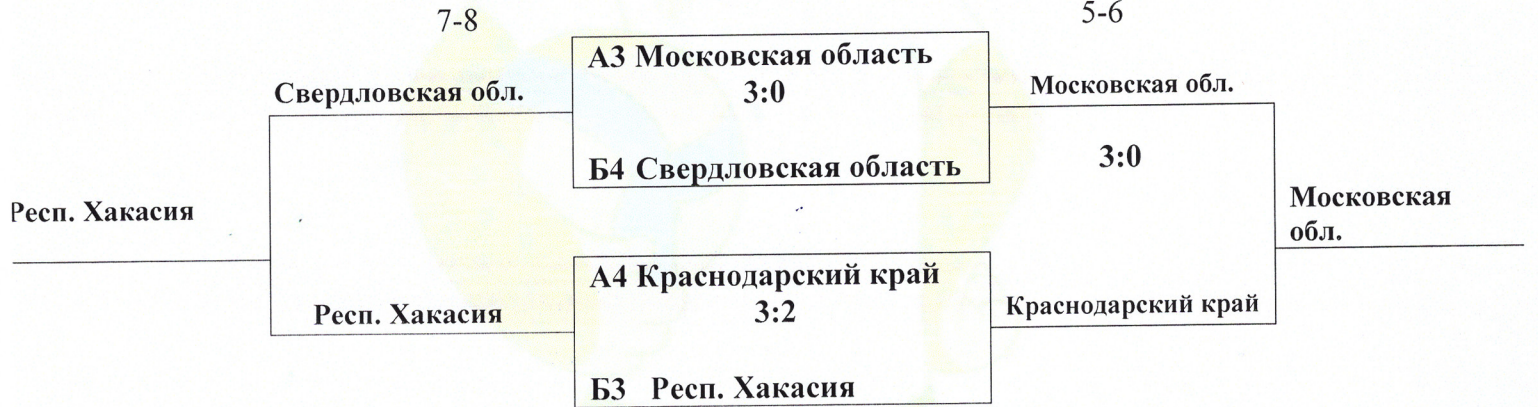 7-8
5-6
А3 Московская область
3:0
Б4 Свердловская область
Свердловская обл.
Московская обл.
3:0
Респ. Хакасия
Московская
обл.
А4 Краснодарский край
3:2
Б3 Респ. Хакасия
Респ. Хакасия
Краснодарский край